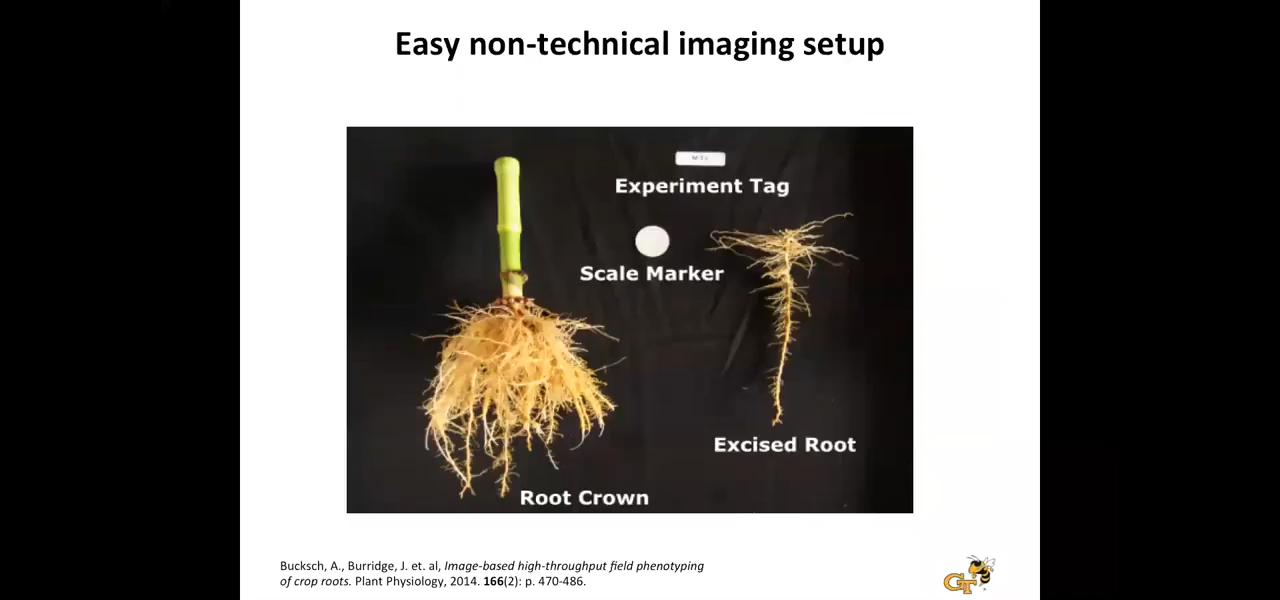 Easy non-technical imaging setup
Experiment Tag
Scale Marker
Excised Root
Root Crown
Bucksch, A., Burridge, J. et. al, Image-based high-throughput field phenotyping
of crop roots. Plant Physiology, 2014. 166(2): p. 470-486.
GT